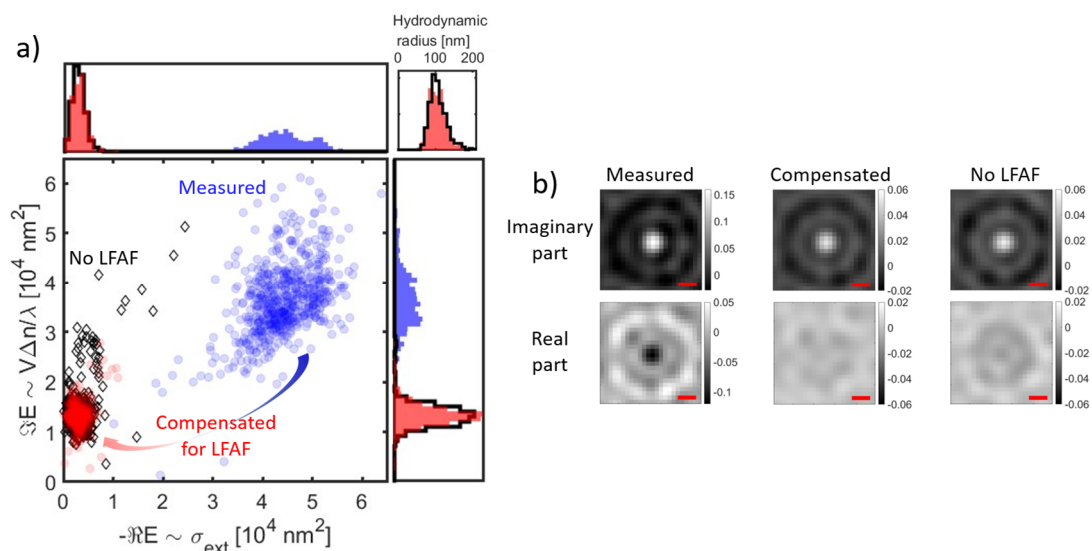 a)
Hydrodynamic
radius [nm]
0 100 200
Measured
No LFAF
Compensated
for LFAF
ℑE ∼ V∆n/λ [10⁴ nm²]
6
5
4
3
2
1
0
0 1 2 3 4 5 6
-ℜE ∼ σext [10⁴ nm²]
b)
Measured Compensated No LFAF
Imaginary
part
0.15
0.1
0.05
0
0.06
0.04
0.02
0
-0.02
0.06
0.04
0.02
0
-0.02
Real
part
0.05
0
-0.05
-0.1
0.02
0
-0.02
-0.04
-0.06
0.02
0
-0.02
-0.04
-0.06